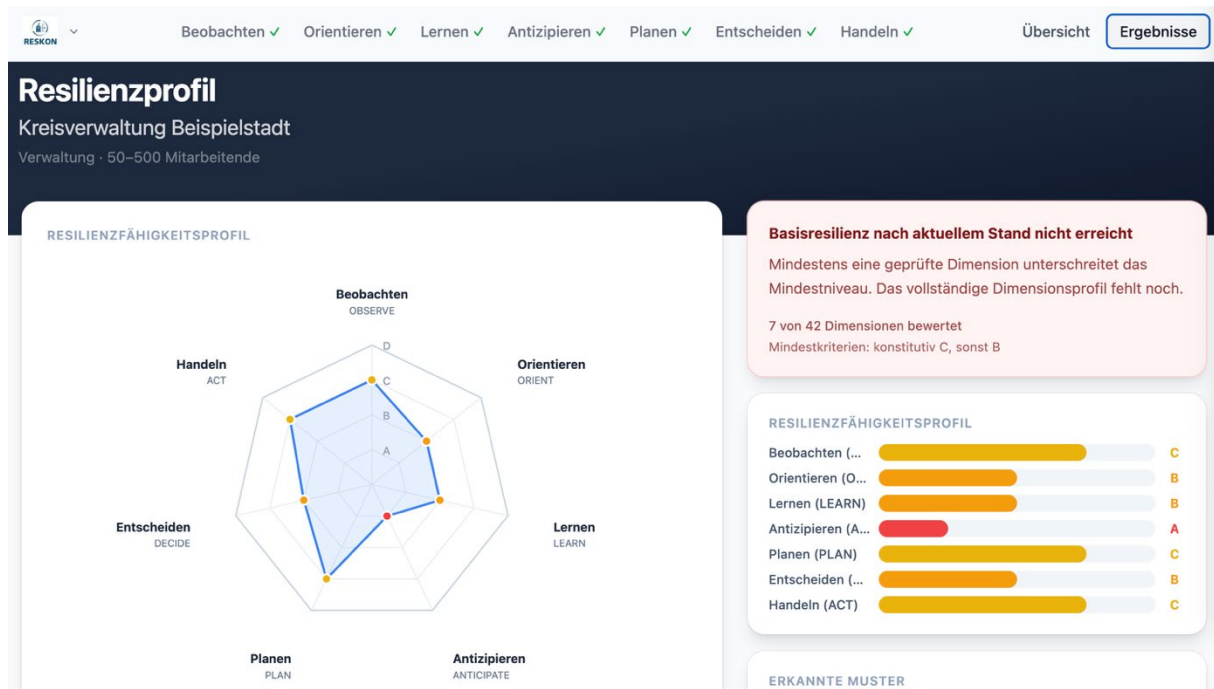 RESKON
Beobachten ✓ Orientieren ✓ Lernen ✓ Antizipieren ✓ Planen ✓ Entscheiden ✓ Handeln ✓ Übersicht Ergebnisse
Resilienzprofil
Kreisverwaltung Beispielstadt
Verwaltung · 50–500 Mitarbeitende
RESILIENZFÄHIGKEITSPROFIL
Beobachten
OBSERVE
Handeln
ACT
Orientieren
ORIENT
D
C
B
A
Entscheiden
DECIDE
Lernen
LEARN
Planen
PLAN
Antizipieren
ANTICIPATE
Basisresilienz nach aktuellem Stand nicht erreicht
Mindestens eine geprüfte Dimension unterschreitet das
Mindestniveau. Das vollständige Dimensionsprofil fehlt noch.
7 von 42 Dimensionen bewertet
Mindestkriterien: konstitutiv C, sonst B
RESILIENZFÄHIGKEITSPROFIL
Beobachten (... C
Orientieren (O... B
Lernen (LEARN) B
Antizipieren (A... A
Planen (PLAN) C
Entscheiden (... B
Handeln (ACT) C
ERKANNTE MUSTER